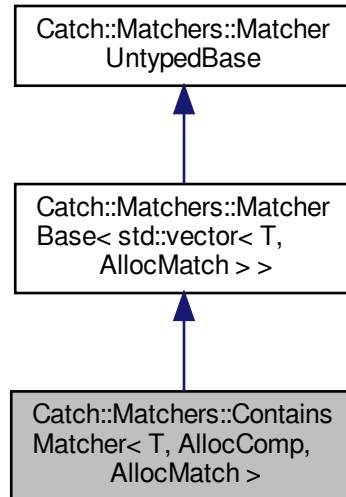 Catch::Matchers::Matcher
UntypedBase
Catch::Matchers::Matcher
Base< std::vector< T,
AllocMatch > >
Catch::Matchers::Contains
Matcher< T, AllocComp,
AllocMatch >